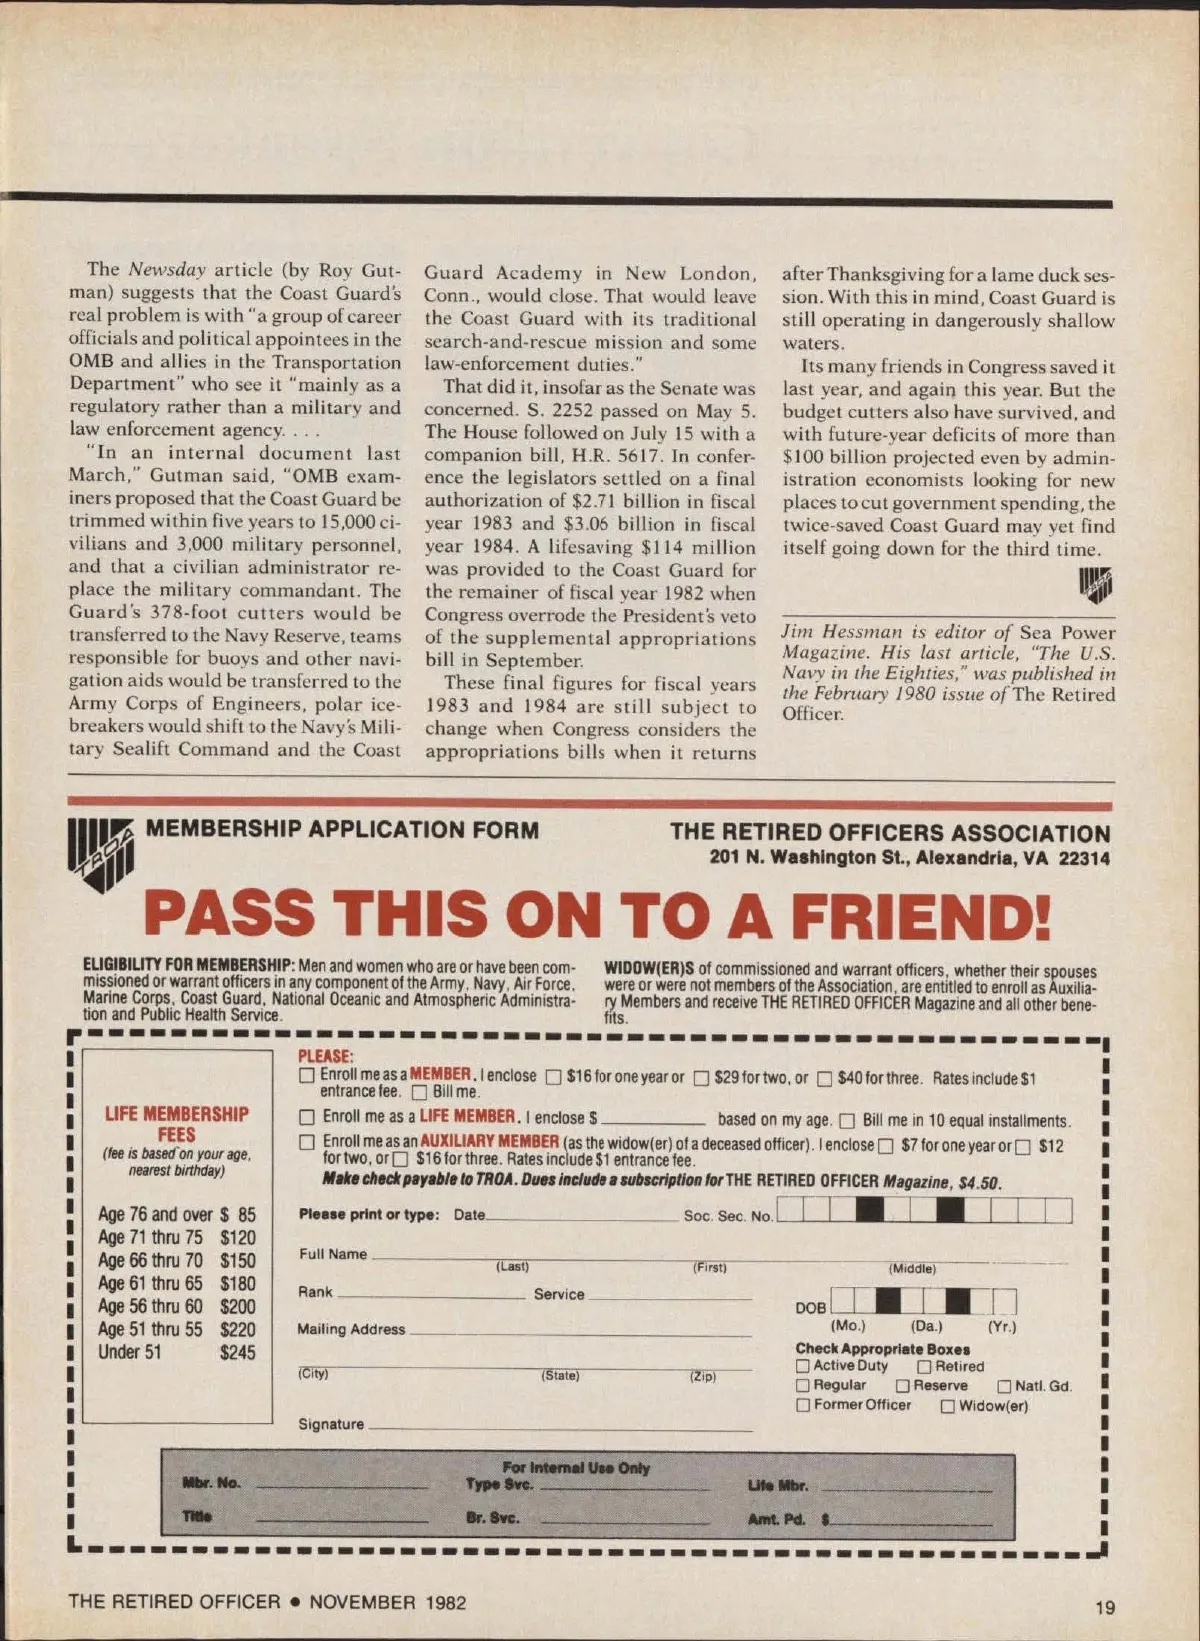 The Newsday article (by Roy Gut-
man) suggests that the Coast Guard's
real problem is with "a group of career
officials and political appointees in the
OMB and allies in the Transportation
Department" who see it "mainly as a
regulatory rather than a military and
law enforcement agency. . . .
"In an internal document last
March," Gutman said, "OMB exam-
iners proposed that the Coast Guard be
trimmed within five years to 15,000 ci-
vilians and 3,000 military personnel,
and that a civilian administrator re-
place the military commandant. The
Guard's 378-foot cutters would be
transferred to the Navy Reserve, teams
responsible for buoys and other navi-
gation aids would be transferred to the
Army Corps of Engineers, polar ice-
breakers would shift to the Navy's Mili-
tary Sealift Command and the Coast
Guard Academy in New London,
Conn., would close. That would leave
the Coast Guard with its traditional
search-and-rescue mission and some
law-enforcement duties."
That did it, insofar as the Senate was
concerned. S. 2252 passed on May 5.
The House followed on July 15 with a
companion bill, H.R. 5617. In confer-
ence the legislators settled on a final
authorization of $2.71 billion in fiscal
year 1983 and $3.06 billion in fiscal
year 1984. A lifesaving $114 million
was provided to the Coast Guard for
the remainer of fiscal year 1982 when
Congress overrode the President's veto
of the supplemental appropriations
bill in September.
These final figures for fiscal years
1983 and 1984 are still subject to
change when Congress considers the
appropriations bills when it returns
after Thanksgiving for a lame duck ses-
sion. With this in mind, Coast Guard is
still operating in dangerously shallow
waters.
Its many friends in Congress saved it
last year, and again this year. But the
budget cutters also have survived, and
with future-year deficits of more than
$100 billion projected even by admin-
istration economists looking for new
places to cut government spending, the
twice-saved Coast Guard may yet find
itself going down for the third time.
TROA
Jim Hessman is editor of Sea Power
Magazine. His last article, "The U.S.
Navy in the Eighties," was published in
the February 1980 issue of The Retired
Officer.
TROA
MEMBERSHIP APPLICATION FORM
THE RETIRED OFFICERS ASSOCIATION
201 N. Washington St., Alexandria, VA 22314
PASS THIS ON TO A FRIEND!
ELIGIBILITY FOR MEMBERSHIP: Men and women who are or have been com-
missioned or warrant officers in any component of the Army, Navy, Air Force,
Marine Corps, Coast Guard, National Oceanic and Atmospheric Administra-
tion and Public Health Service.
WIDOW(ER)S of commissioned and warrant officers, whether their spouses
were or were not members of the Association, are entitled to enroll as Auxilia-
ry Members and receive THE RETIRED OFFICER Magazine and all other bene-
fits.
LIFE MEMBERSHIP
FEES
(fee is based on your age,
nearest birthday)
Age 76 and over $ 85
Age 71 thru 75 $120
Age 66 thru 70 $150
Age 61 thru 65 $180
Age 56 thru 60 $200
Age 51 thru 55 $220
Under 51 $245
PLEASE:
☐ Enroll me as a MEMBER. I enclose ☐ $16 for one year or ☐ $29 for two, or ☐ $40 for three. Rates include $1
entrance fee. ☐ Bill me.
☐ Enroll me as a LIFE MEMBER. I enclose $____________ based on my age. ☐ Bill me in 10 equal installments.
☐ Enroll me as an AUXILIARY MEMBER (as the widow(er) of a deceased officer). I enclose ☐ $7 for one year or ☐ $12
for two, or ☐ $16 for three. Rates include $1 entrance fee.
Make check payable to TROA. Dues include a subscription for THE RETIRED OFFICER Magazine, $4.50.
Please print or type: Date____________ Soc. Sec. No.
Full Name ____________
(Last) (First) (Middle)
Rank ____________ Service ____________
DOB
(Mo.) (Da.) (Yr.)
Mailing Address ____________
(City) (State) (Zip)
Check Appropriate Boxes
☐ Active Duty ☐ Retired
☐ Regular ☐ Reserve ☐ Natl. Gd.
☐ Former Officer ☐ Widow(er)
Signature ____________
For Internal Use Only
Mbr. No. ____________ Type Svc. ____________ Life Mbr. ____________
Title ____________ Br. Svc. ____________ Amt. Pd. $____________
THE RETIRED OFFICER • NOVEMBER 1982
19